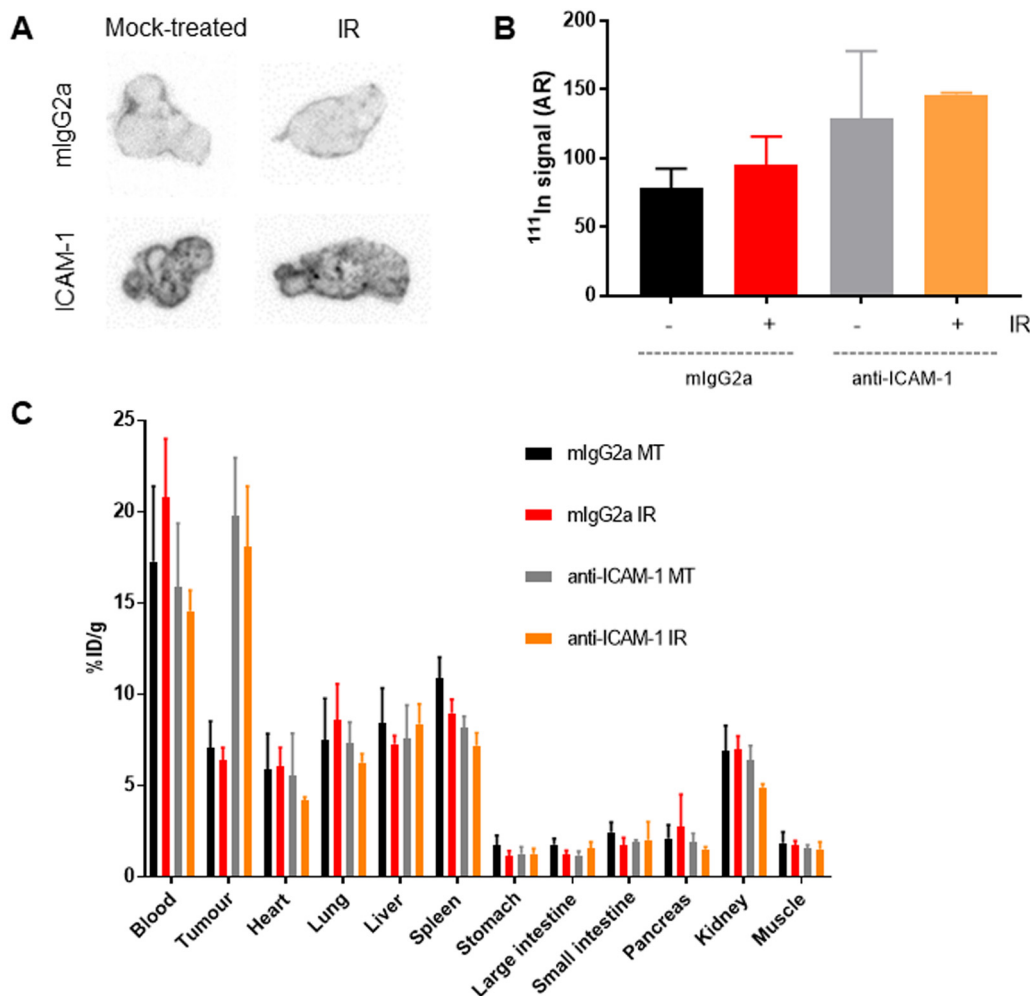 A
Mock-treated IR
mIgG2a
ICAM-1
B
¹¹¹In signal (AR)
200
150
100
50
0
- + - + IR
mIgG2a anti-ICAM-1
C
%ID/g
25
20
15
10
5
0
mIgG2a MT
mIgG2a IR
anti-ICAM-1 MT
anti-ICAM-1 IR
Blood
Tumour
Heart
Lung
Liver
Spleen
Stomach
Large intestine
Small intestine
Pancreas
Kidney
Muscle